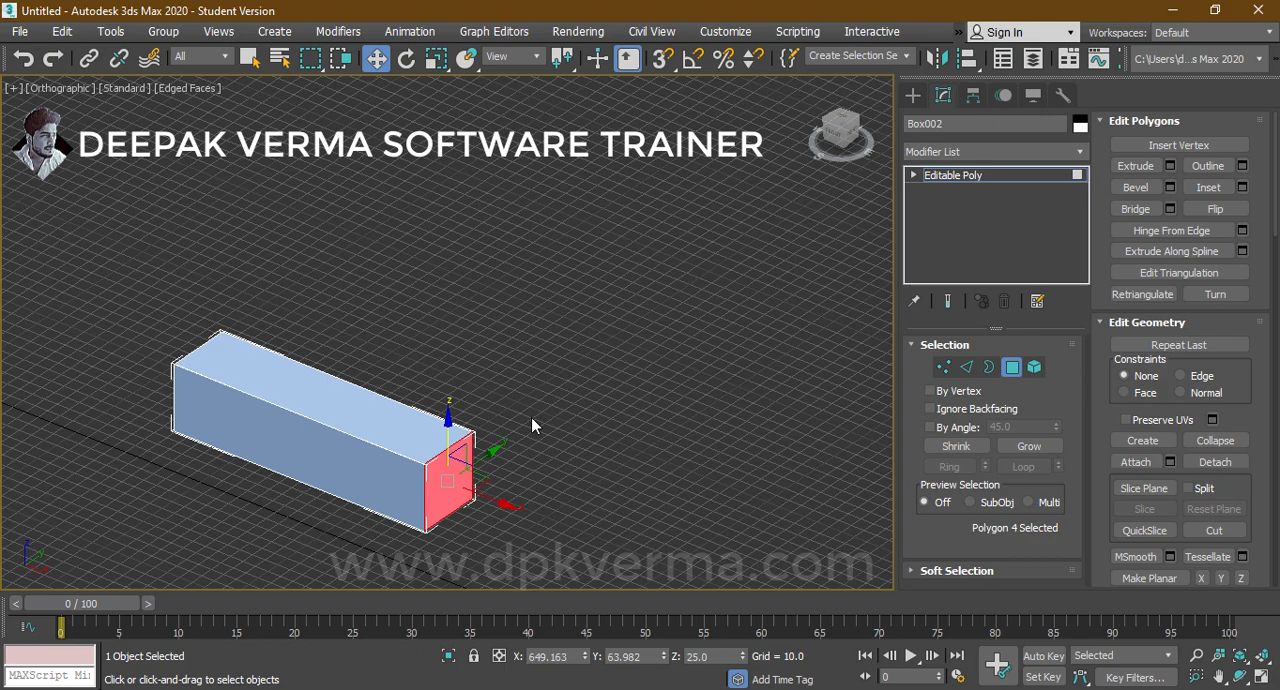 Untitled - Autodesk 3ds Max 2020 - Student Version
File Edit Tools Group Views Create Modifiers Animation Graph Editors Rendering Civil View Customize Scripting Interactive » Sign In Workspaces: Default
All View Create Selection Se C:\Users\d...s Max 2020
[+] [Orthographic] [Standard] [Edged Faces]
DEEPAK VERMA SOFTWARE TRAINER
Box002
Modifier List
Editable Poly
Selection
By Vertex
Ignore Backfacing
By Angle: 45.0
Shrink Grow
Ring Loop
Preview Selection
Off SubObj Multi
Polygon 4 Selected
Soft Selection
Edit Polygons
Insert Vertex
Extrude Outline
Bevel Inset
Bridge Flip
Hinge From Edge
Extrude Along Spline
Edit Triangulation
Retriangulate Turn
Edit Geometry
Repeat Last
Constraints
None Edge
Face Normal
Preserve UVs
Create Collapse
Attach Detach
Slice Plane Split
Slice Reset Plane
QuickSlice Cut
MSmooth Tessellate
Make Planar X Y Z
z
www.dpkverma.com
< 0 / 100 >
0 5 10 15 20 25 30 35 40 45 50 55 60 65 70 75 80 85 90 95 100
1 Object Selected X: 649.163 Y: 63.982 Z: 25.0 Grid = 10.0 Auto Key Selected
MAXScript Mi: Click or click-and-drag to select objects Add Time Tag 0 Set Key Key Filters...